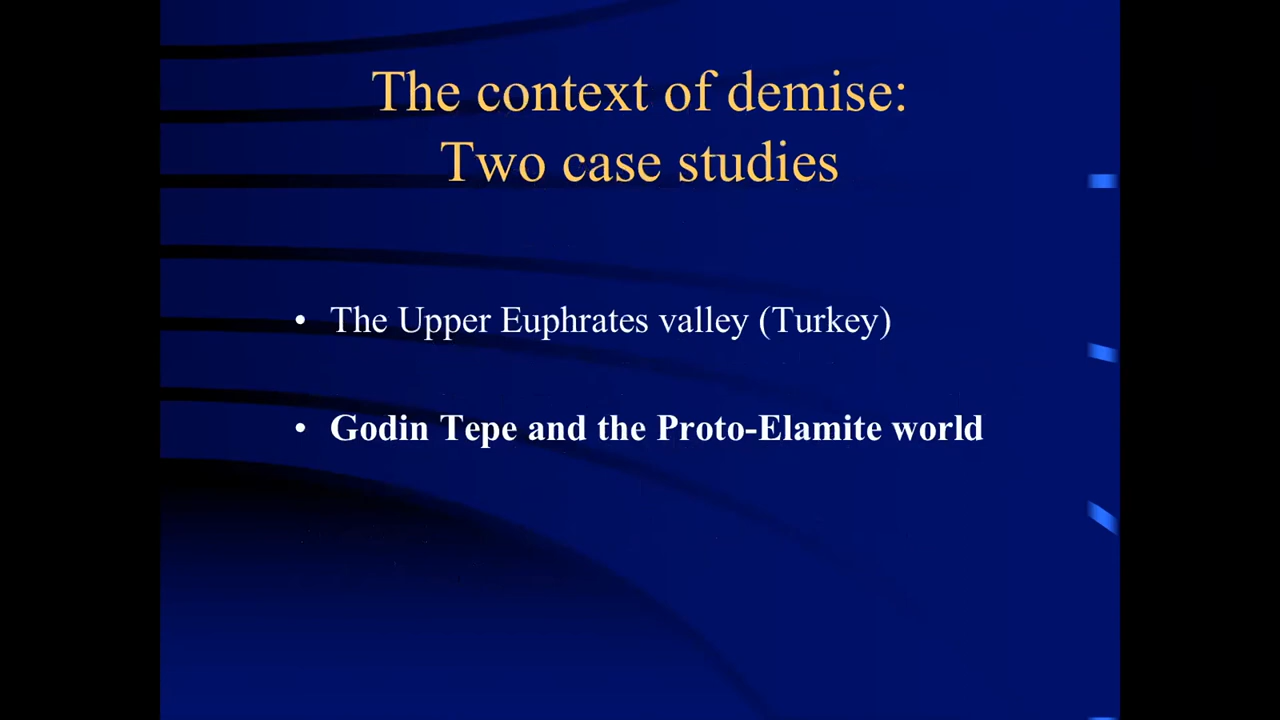 The context of demise:
Two case studies
• The Upper Euphrates valley (Turkey)
• Godin Tepe and the Proto-Elamite world